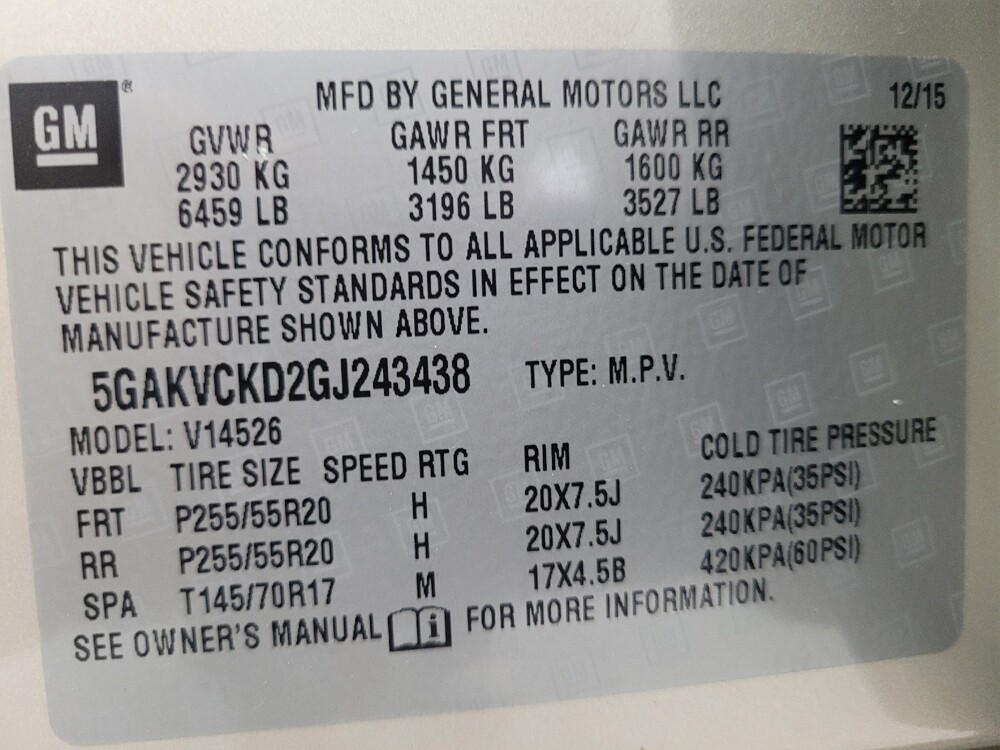 GM®
MFD BY GENERAL MOTORS LLC 12/15
GVWR GAWR FRT GAWR RR
2930 KG 1450 KG 1600 KG
6459 LB 3196 LB 3527 LB
THIS VEHICLE CONFORMS TO ALL APPLICABLE U.S. FEDERAL MOTOR
VEHICLE SAFETY STANDARDS IN EFFECT ON THE DATE OF
MANUFACTURE SHOWN ABOVE.
5GAKVCKD2GJ243438 TYPE: M.P.V.
MODEL: V14526
VBBL TIRE SIZE SPEED RTG RIM COLD TIRE PRESSURE
FRT P255/55R20 H 20X7.5J 240KPA(35PSI)
RR P255/55R20 H 20X7.5J 240KPA(35PSI)
SPA T145/70R17 M 17X4.5B 420KPA(60PSI)
SEE OWNER'S MANUAL i FOR MORE INFORMATION.